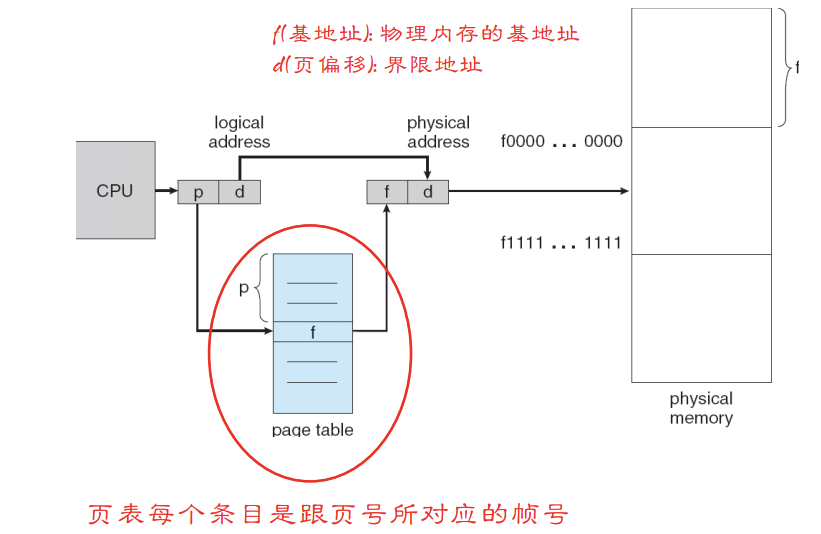 f(基地址): 物理内存的基地址
d(页偏移): 界限地址
logical
address
physical
address
f
f0000 ... 0000
CPU
p
d
f
d
f1111 ... 1111
p
f
page table
physical
memory
页表每个条目是跟页号所对应的帧号